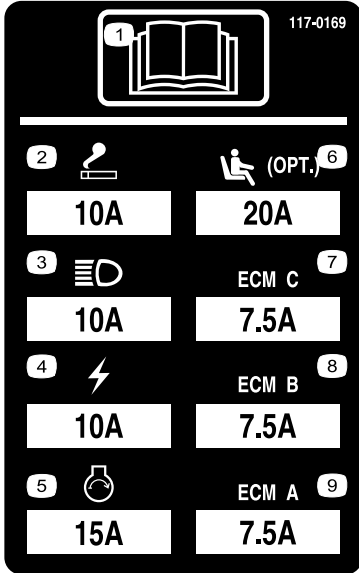 117-0169
1
2
6
(OPT.)
10A
20A
3
7
ECM C
10A
7.5A
4
8
ECM B
10A
7.5A
5
9
ECM A
15A
7.5A